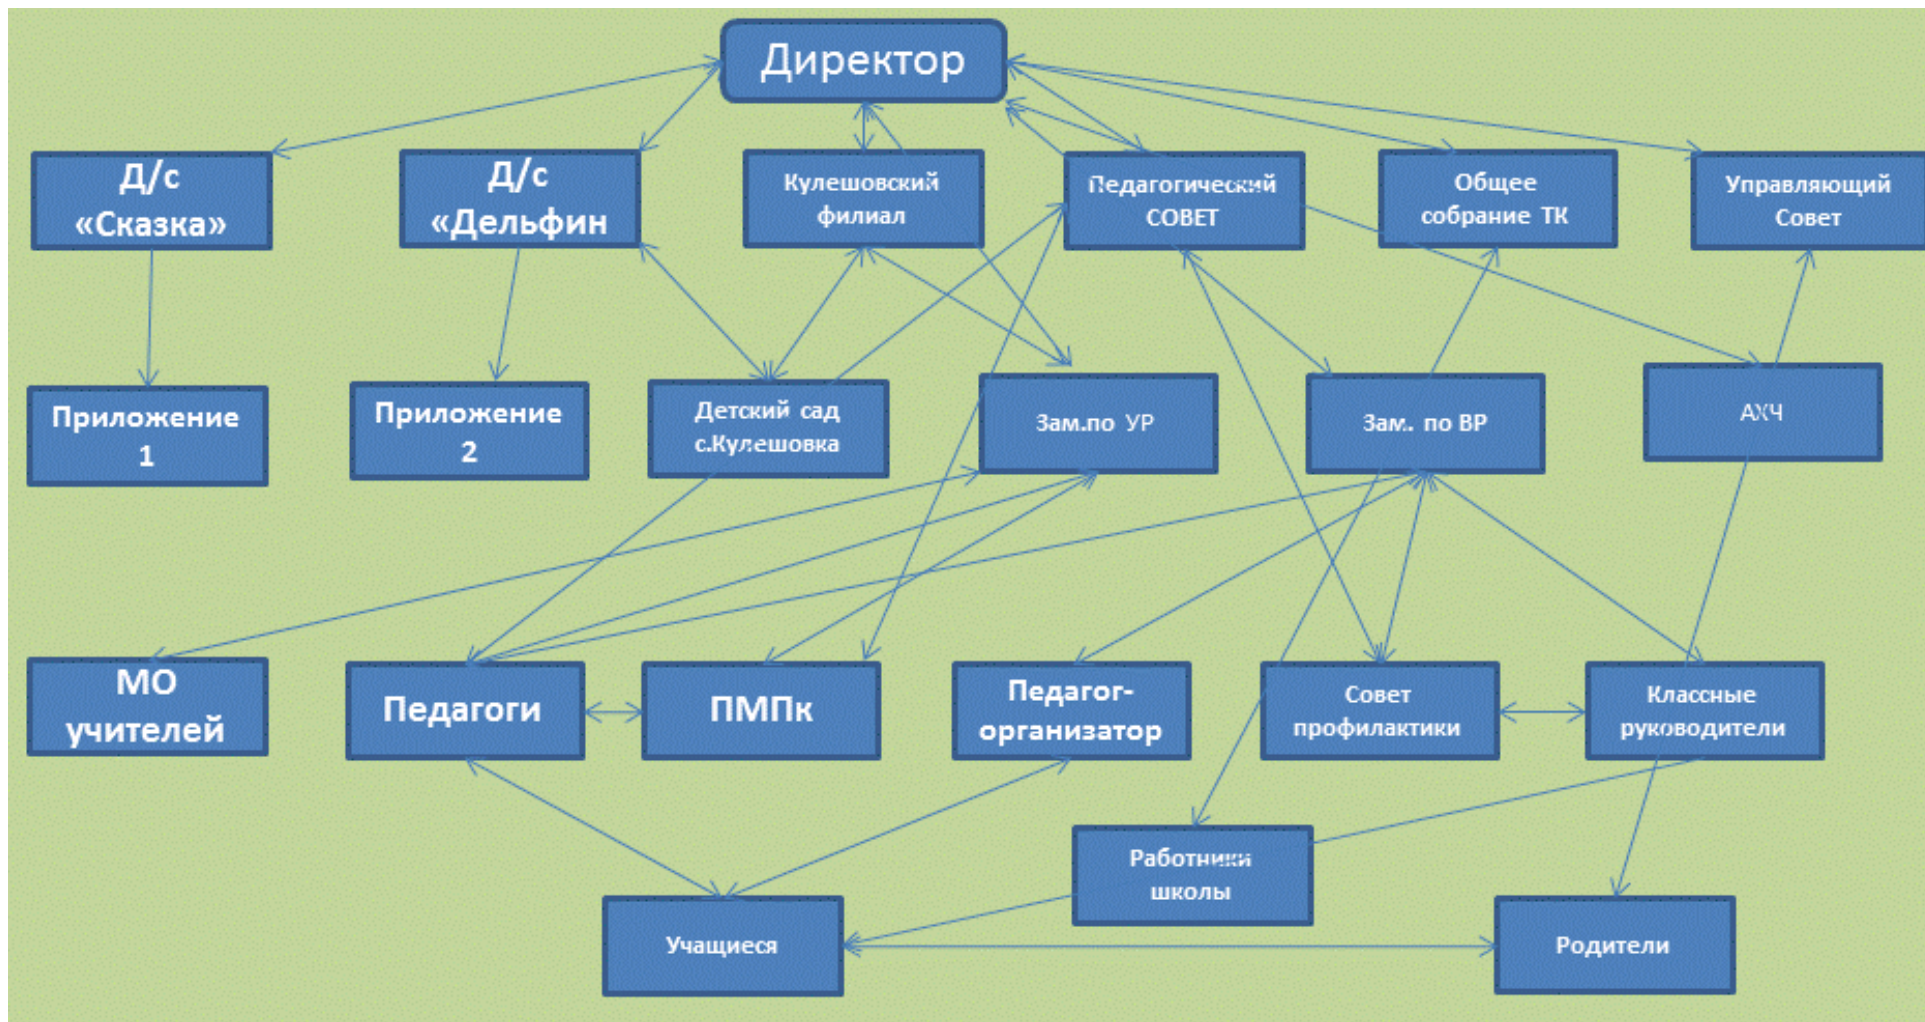 Директор
Д/с
«Сказка»
Д/с
«Дельфин
Кулешовский
филиал
Педагогический
СОВЕТ
Общее
собрание ТК
Управляющий
Совет
Приложение
1
Приложение
2
Детский сад
с.Кулешовка
Зам.по УР
Зам. по ВР
АХЧ
МО
учителей
Педагоги
ПМПк
Педагог-
организатор
Совет
профилактики
Классные
руководители
Работники
школы
Учащиеся
Родители